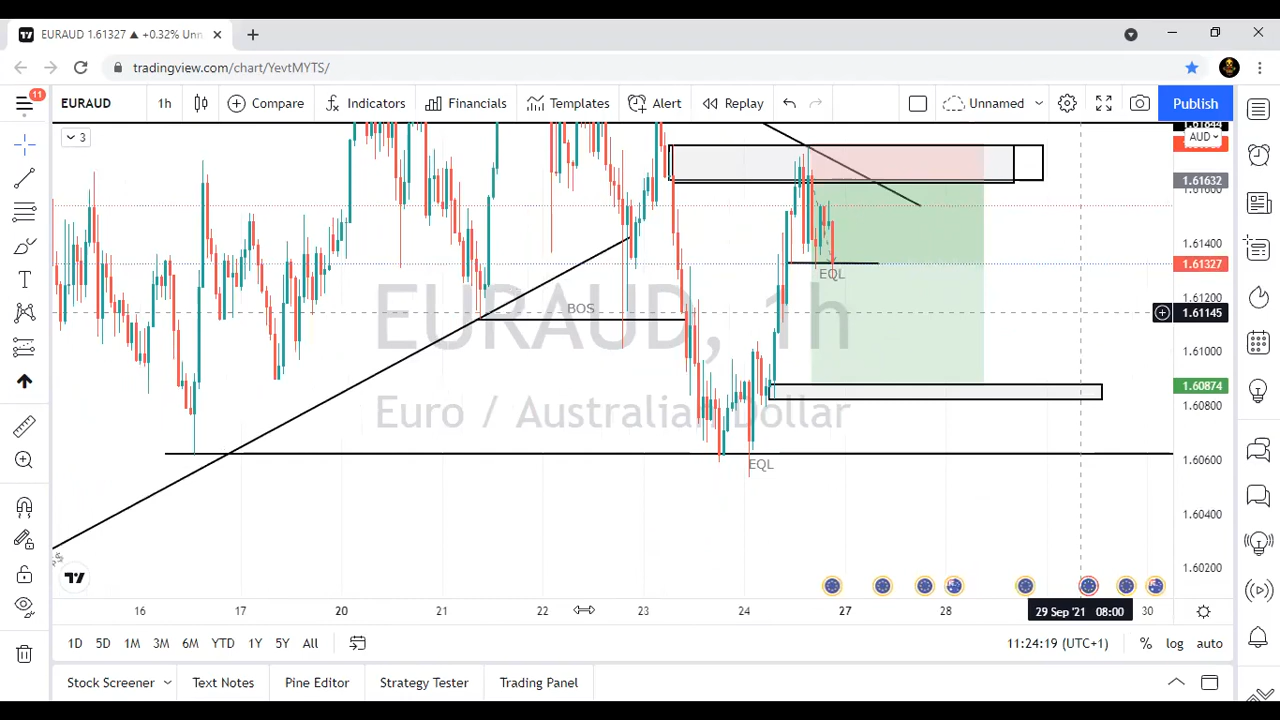 EURAUD 1.61327 ▲ +0.32% Unn
tradingview.com/chart/YevtMYTS/
11
EURAUD 1h Compare Indicators Financials Templates Alert Replay Unnamed Publish
3
AUD
1.61632
1.61400
1.61327
1.61200
1.61145
1.61000
1.60874
1.60800
1.60600
1.60400
1.60200
EQL
BOS
EURAUD, 1h
Euro / Australian Dollar
EQL
16 17 20 21 22 23 24 27 28 29 Sep '21 08:00 30
1D 5D 1M 3M 6M YTD 1Y 5Y All 11:24:19 (UTC+1) % log auto
Stock Screener Text Notes Pine Editor Strategy Tester Trading Panel